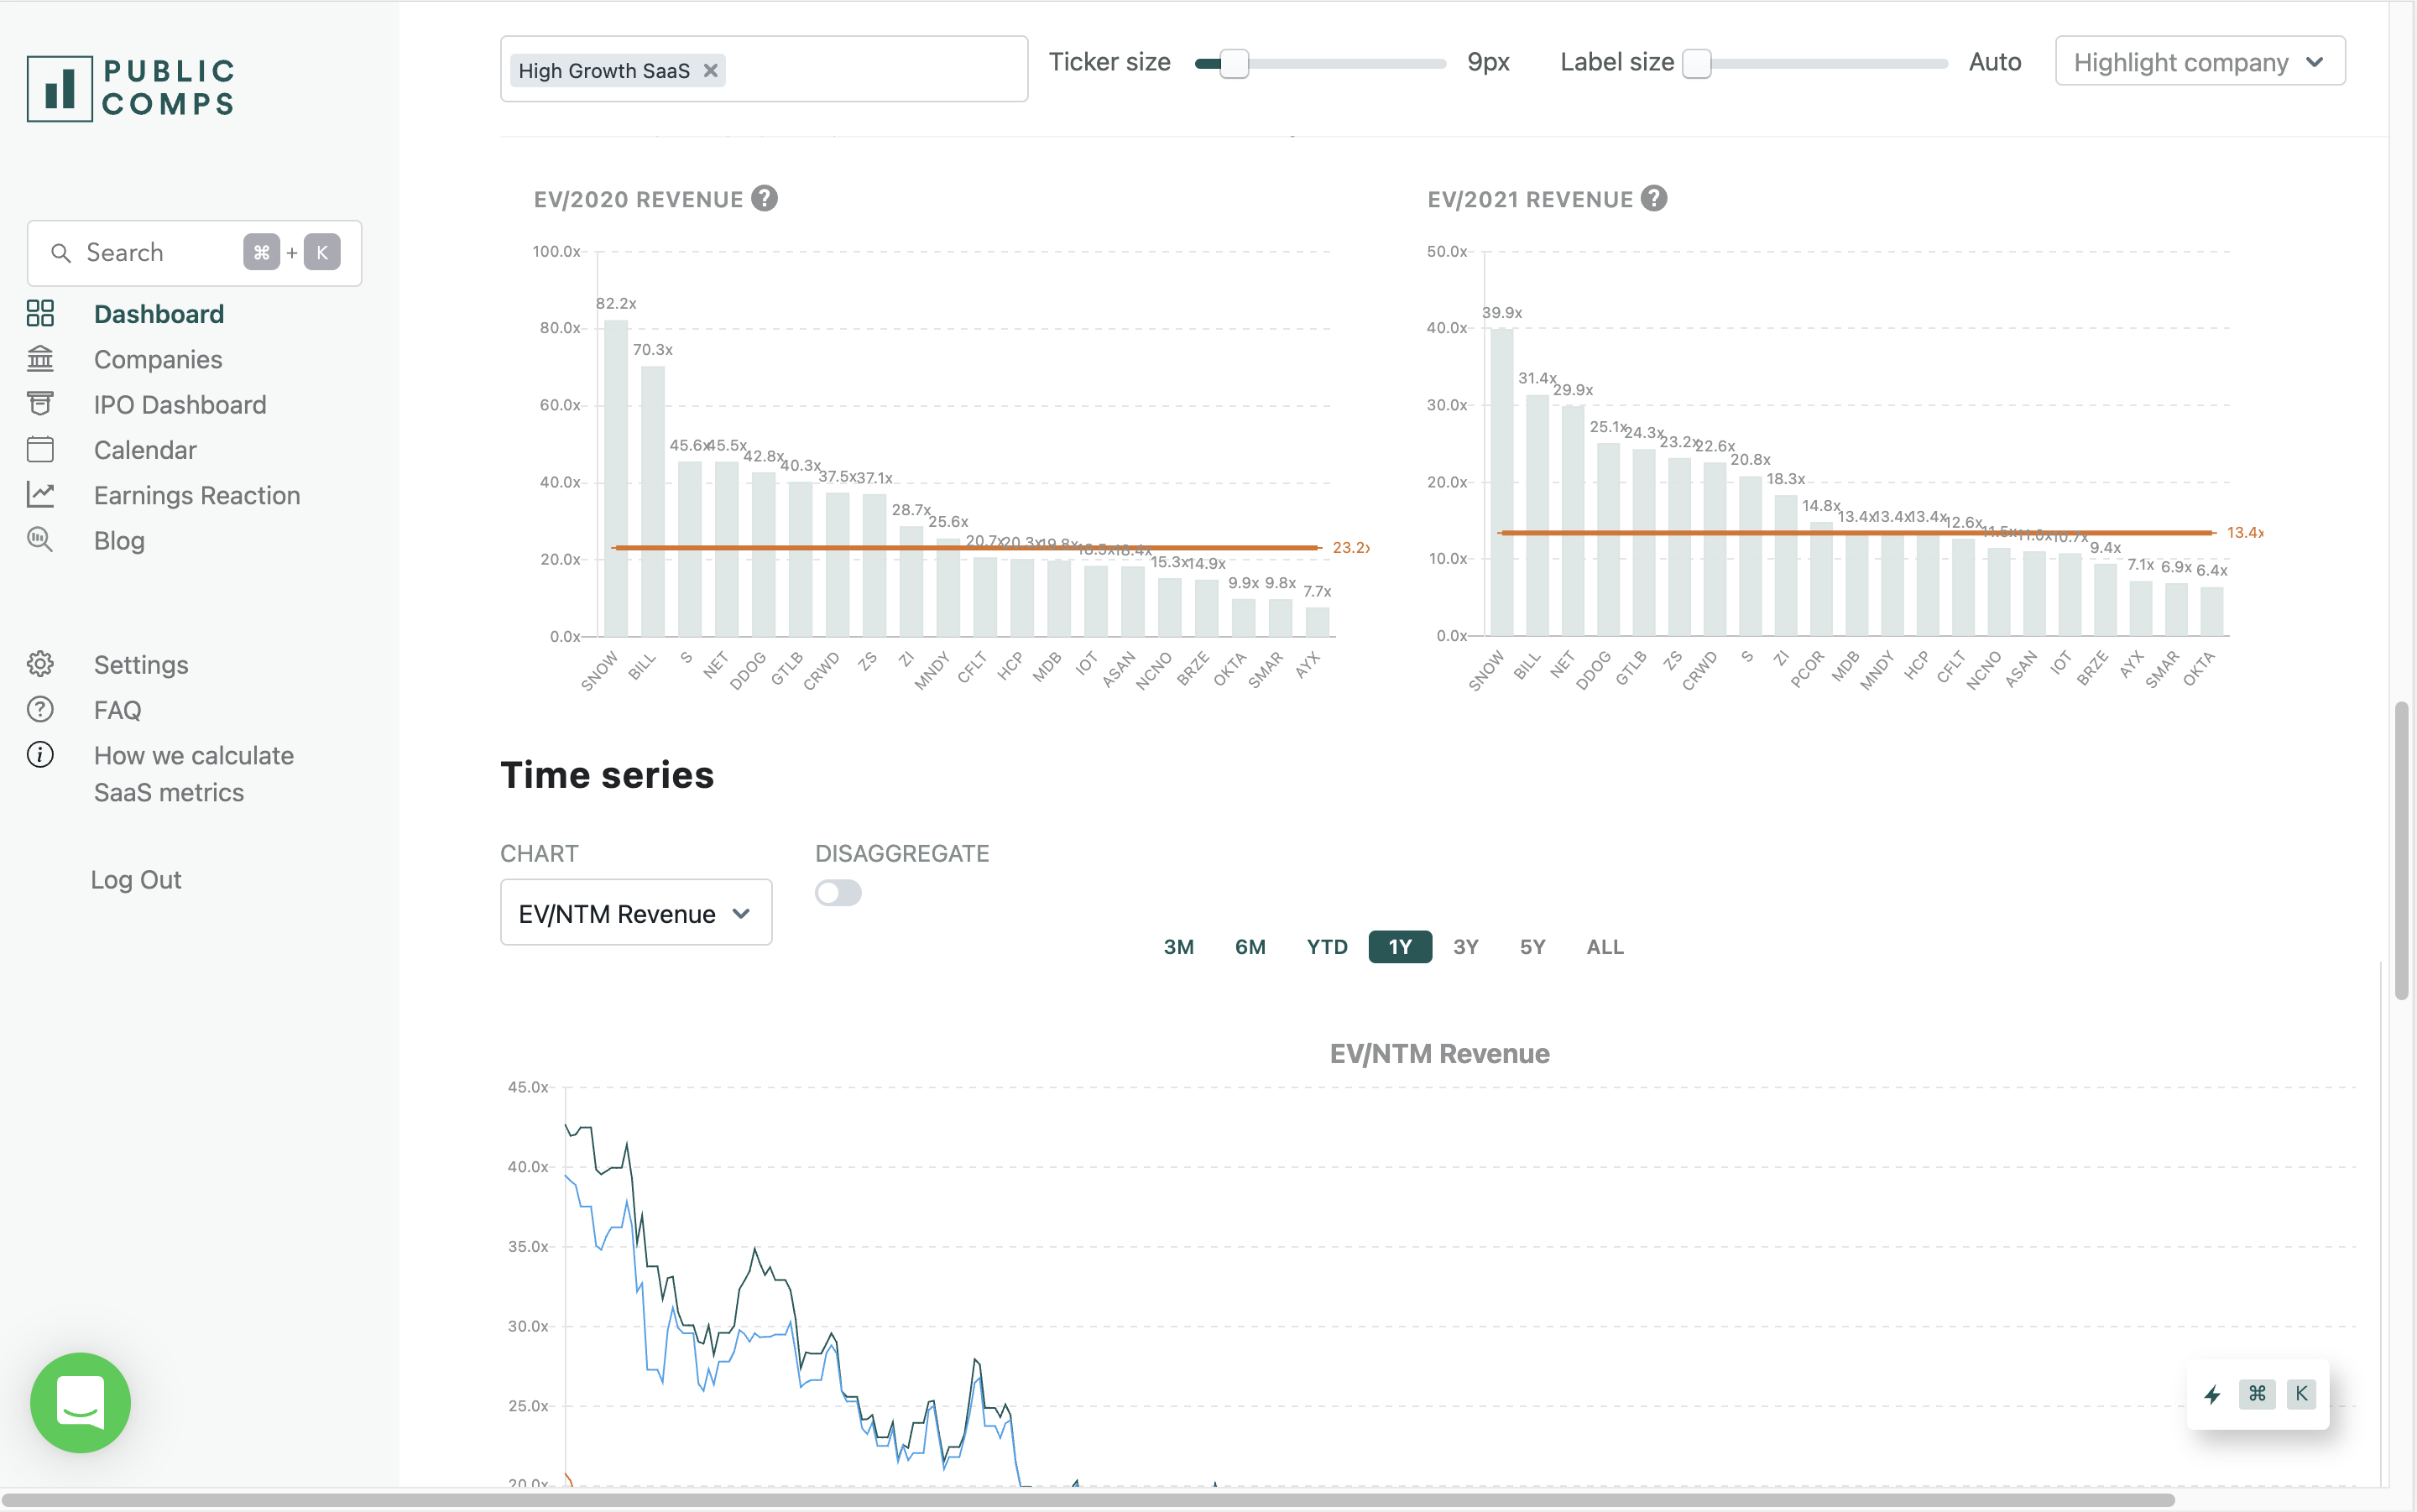 PUBLIC
COMPS
Search ⌘ + K
Dashboard
Companies
IPO Dashboard
Calendar
Earnings Reaction
Blog
Settings
FAQ
How we calculate
SaaS metrics
Log Out
High Growth SaaS
Ticker size
9px
Label size
Auto
Highlight company
EV/2020 REVENUE ?
100.0x
80.0x
60.0x
40.0x
20.0x
0.0x
82.2x
70.3x
45.6x
45.5x
42.8x
40.3x
37.5x
37.1x
28.7x
25.6x
20.7x
20.3x
19.8x
18.5x
18.4x
15.3x
14.9x
9.9x
9.8x
7.7x
23.2x
SNOW
BILL
S
NET
DDOG
GTLB
CRWD
ZS
ZI
MNDY
CFLT
HCP
MDB
IOT
ASAN
NCNO
BRZE
OKTA
SMAR
AYX
EV/2021 REVENUE ?
50.0x
40.0x
30.0x
20.0x
10.0x
0.0x
39.9x
31.4x
29.9x
25.1x
24.3x
23.2x
22.6x
20.8x
18.3x
14.8x
13.4x
13.4x
13.4x
12.6x
11.5x
11.0x
10.7x
9.4x
7.1x
6.9x
6.4x
13.4x
SNOW
BILL
NET
DDOG
GTLB
ZS
CRWD
S
ZI
PCOR
MDB
MNDY
HCP
CFLT
NCNO
ASAN
IOT
BRZE
AYX
SMAR
OKTA
Time series
CHART
DISAGGREGATE
EV/NTM Revenue
3M 6M YTD 1Y 3Y 5Y ALL
EV/NTM Revenue
45.0x
40.0x
35.0x
30.0x
25.0x
20.0x
⌘ K